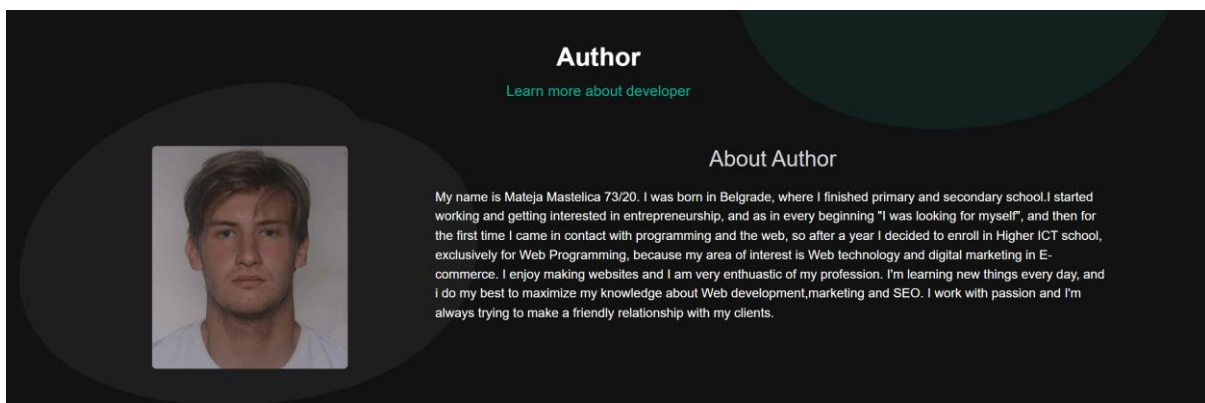 Author
Learn more about developer
About Author
My name is Mateja Mastelica 73/20. I was born in Belgrade, where I finished primary and secondary school.I started
working and getting interested in entrepreneurship, and as in every beginning "I was looking for myself", and then for
the first time I came in contact with programming and the web, so after a year I decided to enroll in Higher ICT school,
exclusively for Web Programming, because my area of interest is Web technology and digital marketing in E-
commerce. I enjoy making websites and I am very enthuastic of my profession. I'm learning new things every day, and
i do my best to maximize my knowledge about Web development,marketing and SEO. I work with passion and I'm
always trying to make a friendly relationship with my clients.